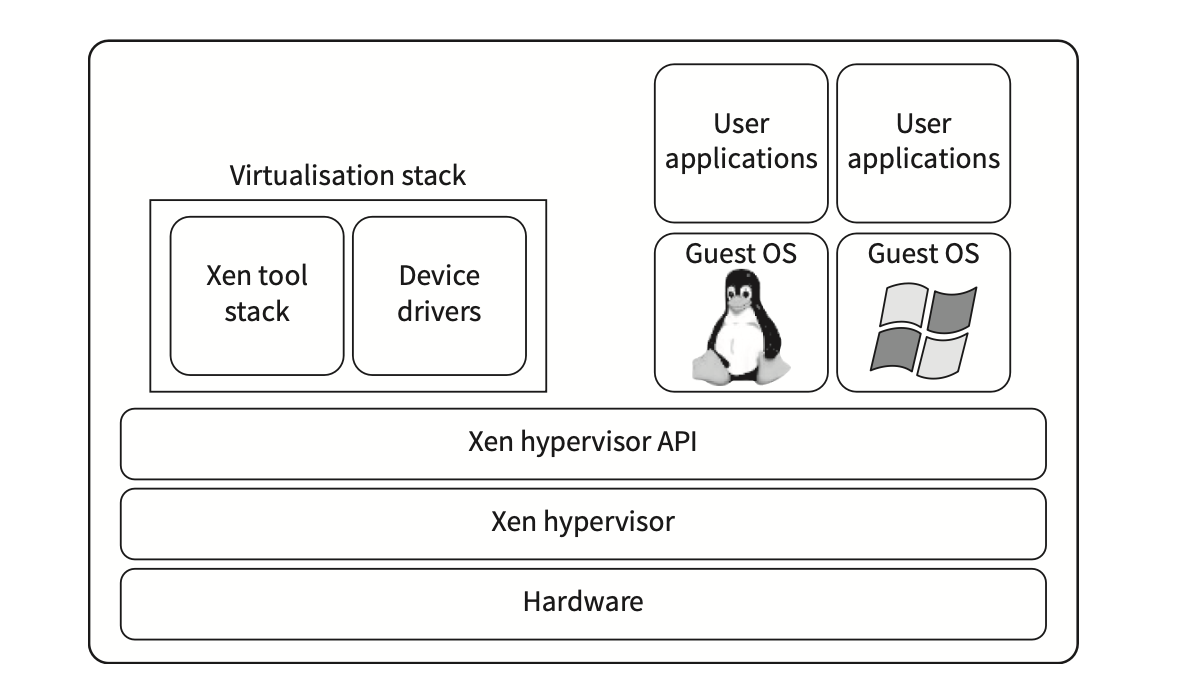 User
applications
User
applications
Virtualisation stack
Xen tool
stack
Device
drivers
Guest OS
Guest OS
Xen hypervisor API
Xen hypervisor
Hardware